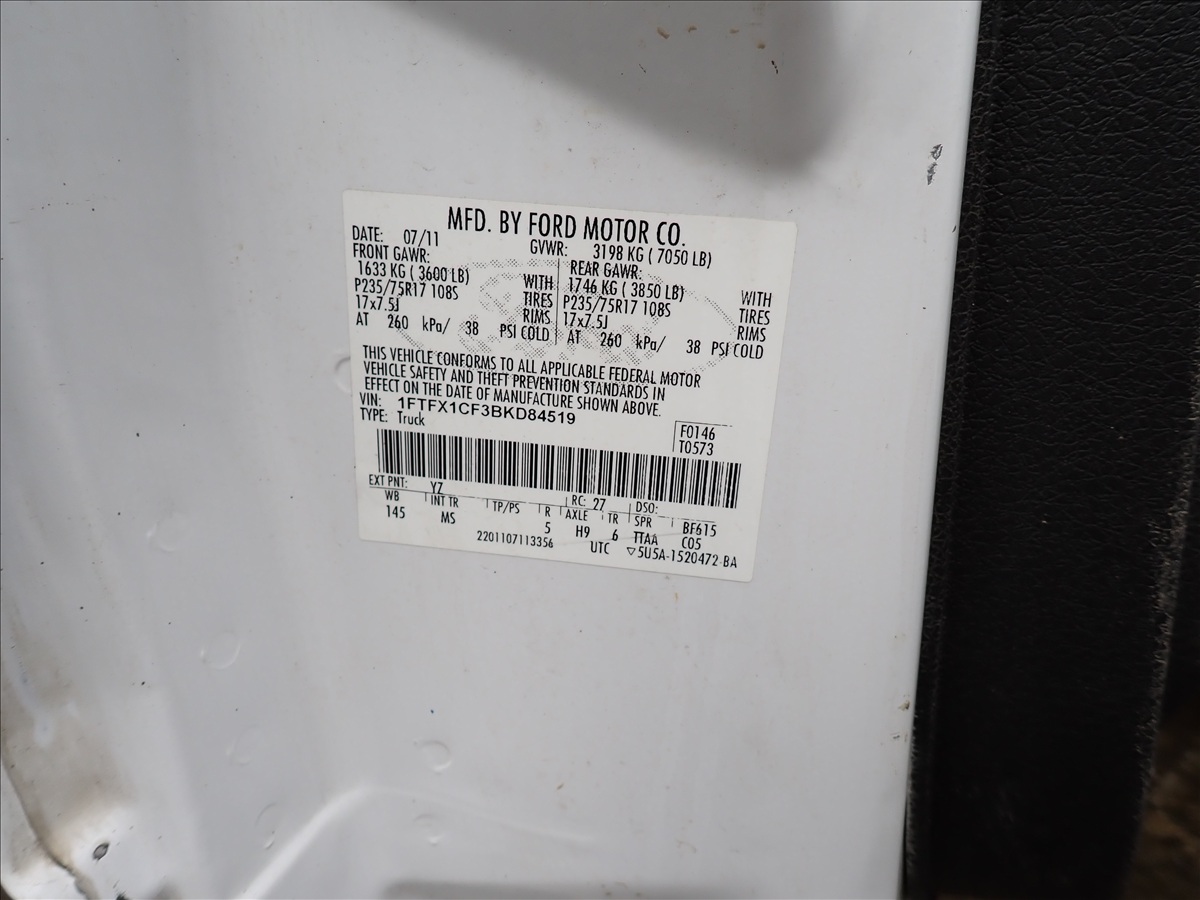 MFD. BY FORD MOTOR CO.
DATE: 07/11 GVWR: 3198 KG ( 7050 LB)
FRONT GAWR: REAR GAWR:
1633 KG ( 3600 LB) WITH 1746 KG ( 3850 LB) WITH
P235/75R17 108S TIRES P235/75R17 108S TIRES
17x7.5J RIMS 17x7.5J RIMS
AT 260 kPa/ 38 PSI COLD AT 260 kPa/ 38 PSI COLD
THIS VEHICLE CONFORMS TO ALL APPLICABLE FEDERAL MOTOR
VEHICLE SAFETY AND THEFT PREVENTION STANDARDS IN
EFFECT ON THE DATE OF MANUFACTURE SHOWN ABOVE.
VIN: 1FTFX1CF3BKD84519
TYPE: Truck
F0146
T0573
EXT PNT: YZ RC: 27 DSO:
WB INT TR TP/PS R AXLE TR SPR BF615
145 MS 5 H9 6 TTAA C05
2201107113356 UTC ▽5U5A-1520472-BA